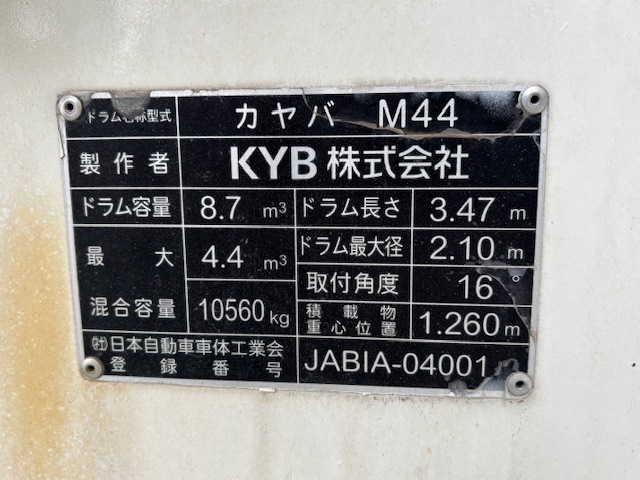 ドラム名称型式 カヤバ M44
製作者 KYB株式会社
ドラム容量 8.7 m³ ドラム長さ 3.47 m
最大 4.4 m³ ドラム最大径 2.10 m
混合容量 10560kg 取付角度 16°
積載物重心位置 1.260m
㈳日本自動車車体工業会
登録番号 JABIA-04001